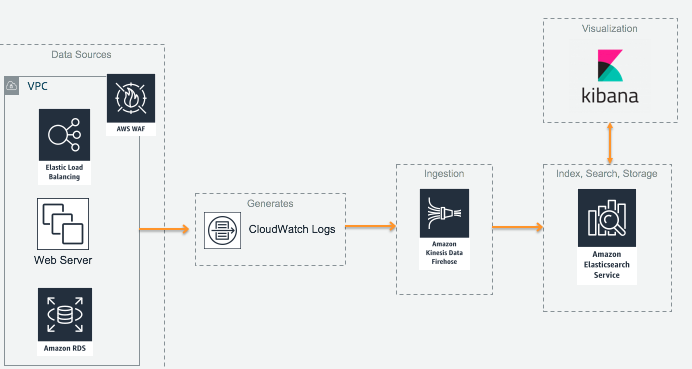 Data Sources
VPC
AWS WAF
Elastic Load
Balancing
Web Server
Amazon RDS
Generates
CloudWatch Logs
Ingestion
Amazon
Kinesis Data
Firehose
Visualization
kibana
Index, Search, Storage
Amazon
Elasticsearch
Service